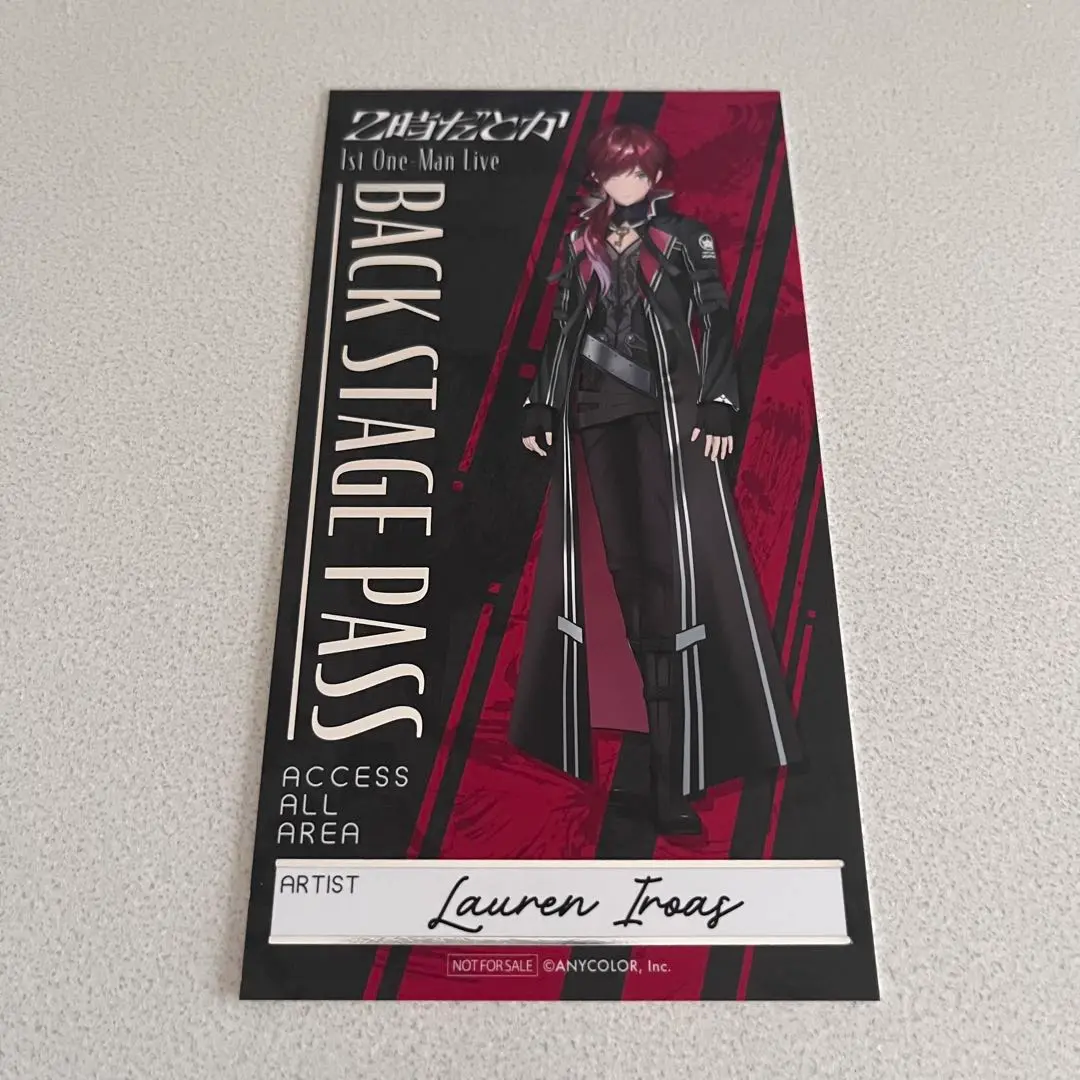 2時だとか
1st One-Man Live
BACK STAGE PASS
ACCESS
ALL
AREA
ARTIST
Lauren Iroas
NOT FOR SALE ©ANYCOLOR, Inc.